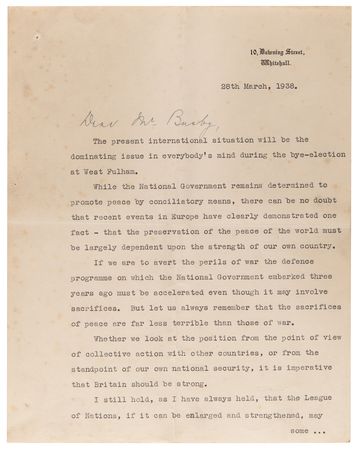 10, Downing Street,
Whitehall.
28th March, 1938.
Dear Mr Busby,
The present international situation will be the
dominating issue in everybody's mind during the bye-election
at West Fulham.
While the National Government remains determined to
promote peace by conciliatory means, there can be no doubt
that recent events in Europe have clearly demonstrated one
fact - that the preservation of the peace of the world must
be largely dependent upon the strength of our own country.
If we are to avert the perils of war the defence
programme on which the National Government embarked three
years ago must be accelerated even though it may involve
sacrifices. But let us always remember that the sacrifices
of peace are far less terrible than those of war.
Whether we look at the position from the point of view
of collective action with other countries, or from the
standpoint of our own national security, it is imperative
that Britain should be strong.
I still hold, as I have always held, that the League
of Nations, if it can be enlarged and strengthened, may
some ...